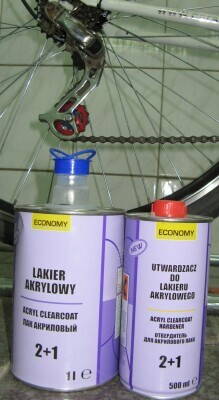 ECONOMY
LAKIER
AKRYLOWY
ACRYL CLEARCOAT
ЛАК АКРИЛОВЫЙ
2+1
1l e
ECONOMY
NEW
UTWARDZACZ
DO
LAKIERU
AKRYLOWEGO
ACRYL CLEARCOAT
HARDENER
ОТВЕРДИТЕЛЬ
ДЛЯ АКРИЛОВОГО ЛАКА
2+1
500 ml e